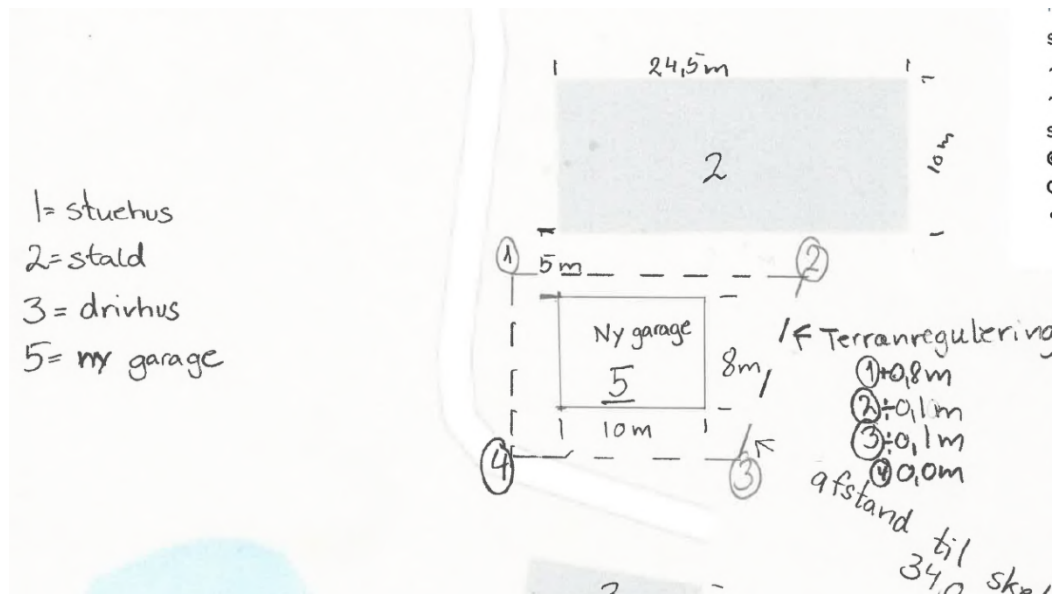 24,5m
10m
2
1= stuehus
2= stald
3= drivhus
5= ny garage
1
5m
2
Ny garage
5
8m
10m
4
3
Terranregulering
1+0,8m
2÷0,1m
3÷0,1m
4 0,0m
afstand til
34,0